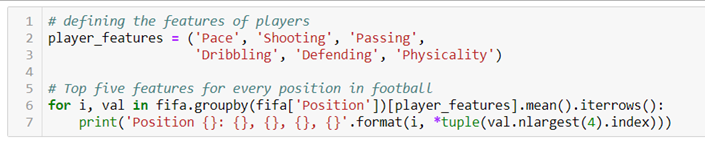 1 # defining the features of players
2 player_features = ('Pace', 'Shooting', 'Passing',
3                    'Dribbling', 'Defending', 'Physicality')
4
5 # Top five features for every position in football
6 for i, val in fifa.groupby(fifa['Position'])[player_features].mean().iterrows():
7     print('Position {}: {}, {}, {}, {}'.format(i, *tuple(val.nlargest(4).index)))